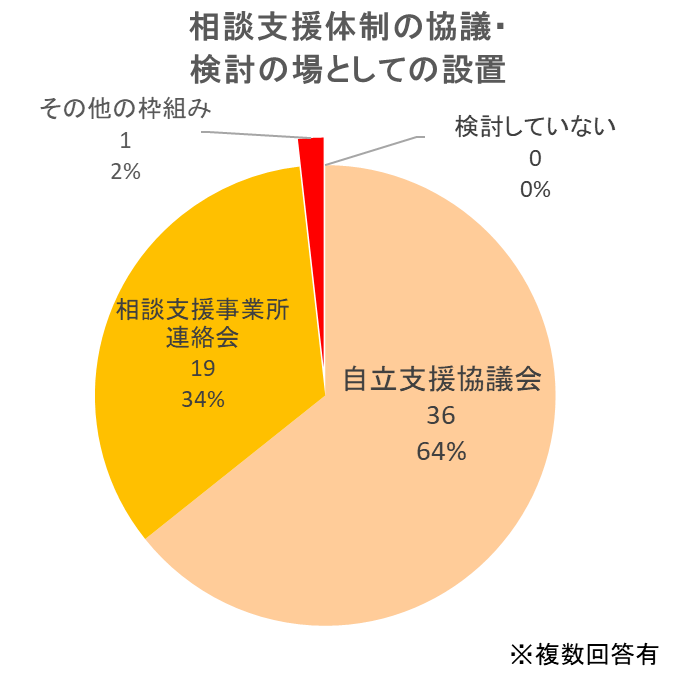 相談支援体制の協議・
検討の場としての設置
その他の枠組み
1
2%
検討していない
0
0%
相談支援事業所
連絡会
19
34%
自立支援協議会
36
64%
※複数回答有